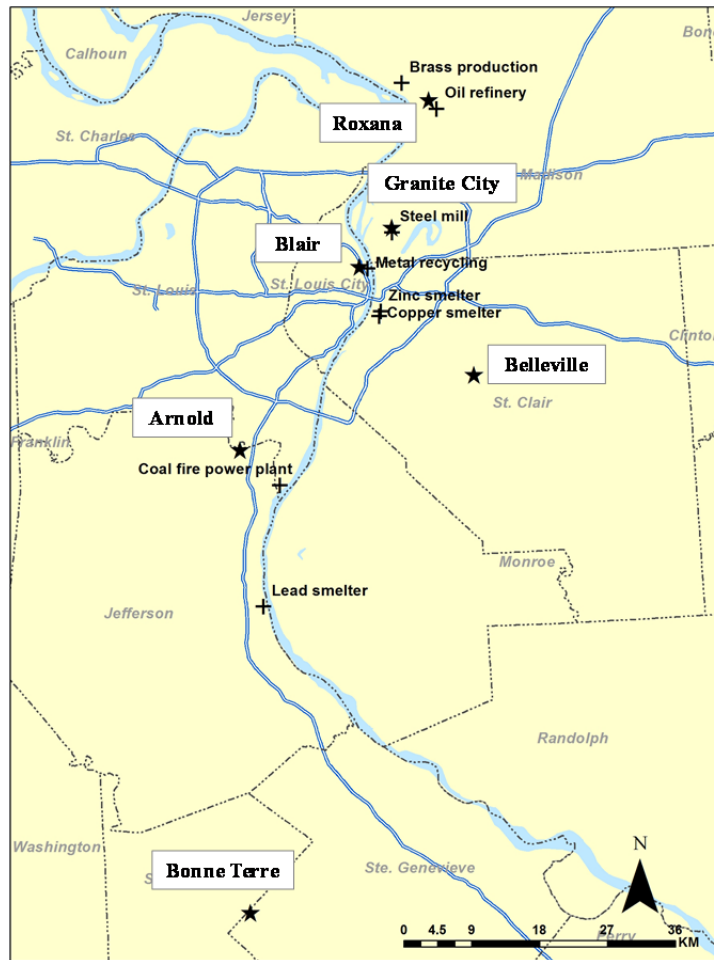 Jersey
Bon
Calhoun
Brass production
Oil refinery
Roxana
St. Charles
Granite City
Madison
Steel mill
Blair
Metal recycling
St. Louis
St. Louis City
Zinc smelter
Copper smelter
Clinto
Belleville
St. Clair
Arnold
Franklin
Coal fire power plant
Monroe
Lead smelter
Jefferson
Randolph
Washington
Bonne Terre
S
Ste. Genevieve
N
Perry
0 4.5 9 18 27 36
KM